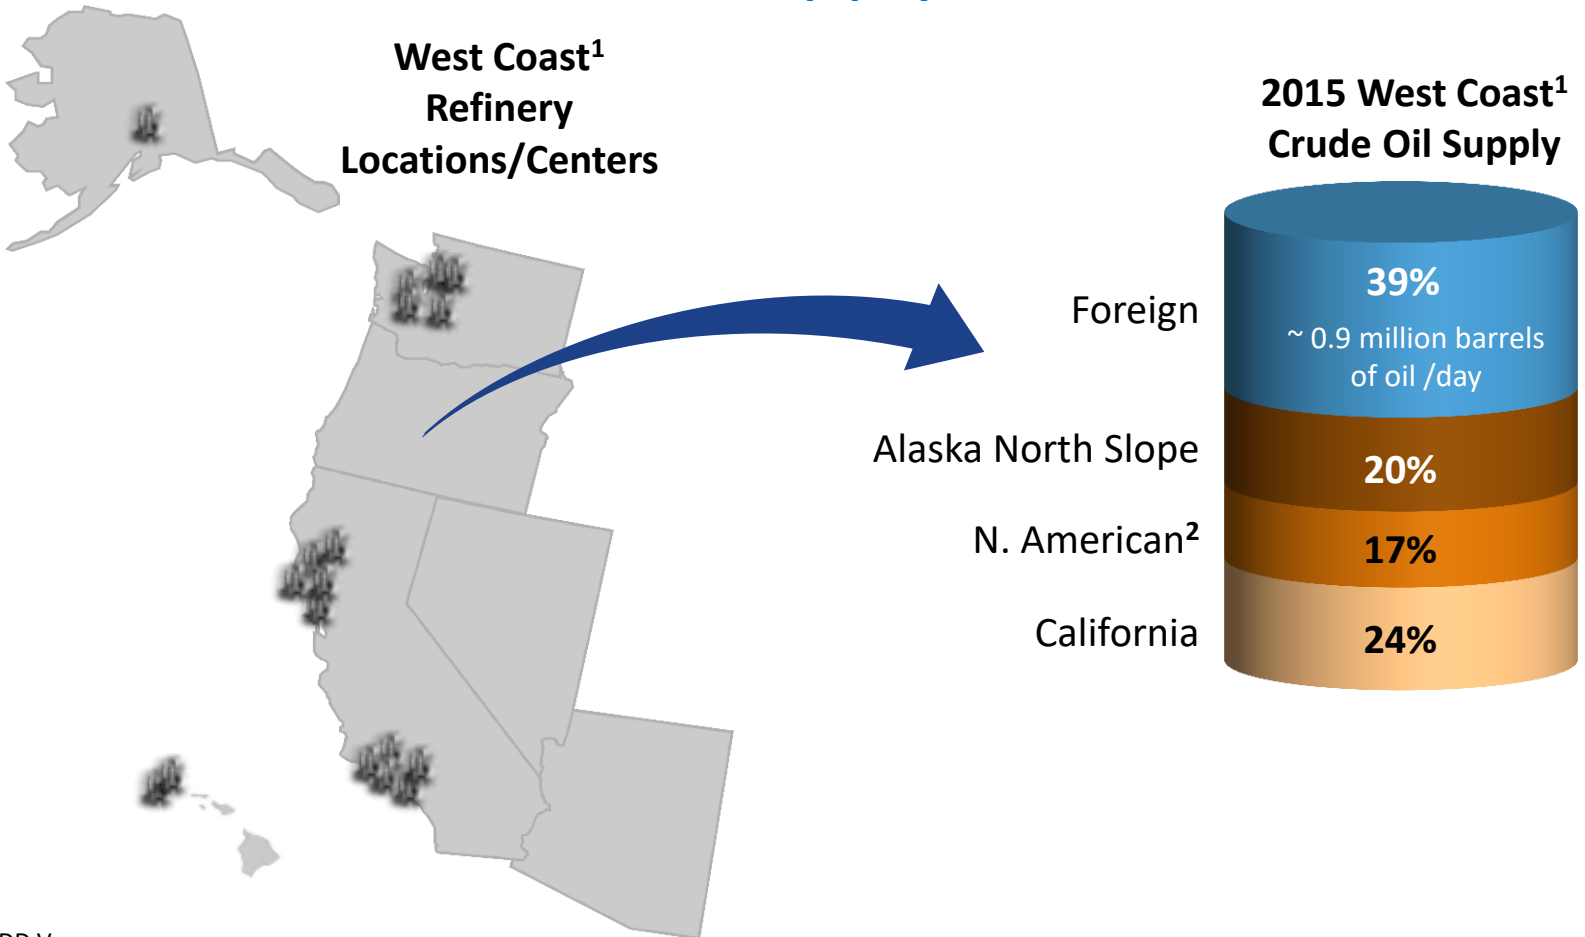 West Coast¹
Refinery
Locations/Centers
2015 West Coast¹
Crude Oil Supply
Foreign
39%
~ 0.9 million barrels
of oil /day
Alaska North Slope
20%
N. American²
17%
California
24%